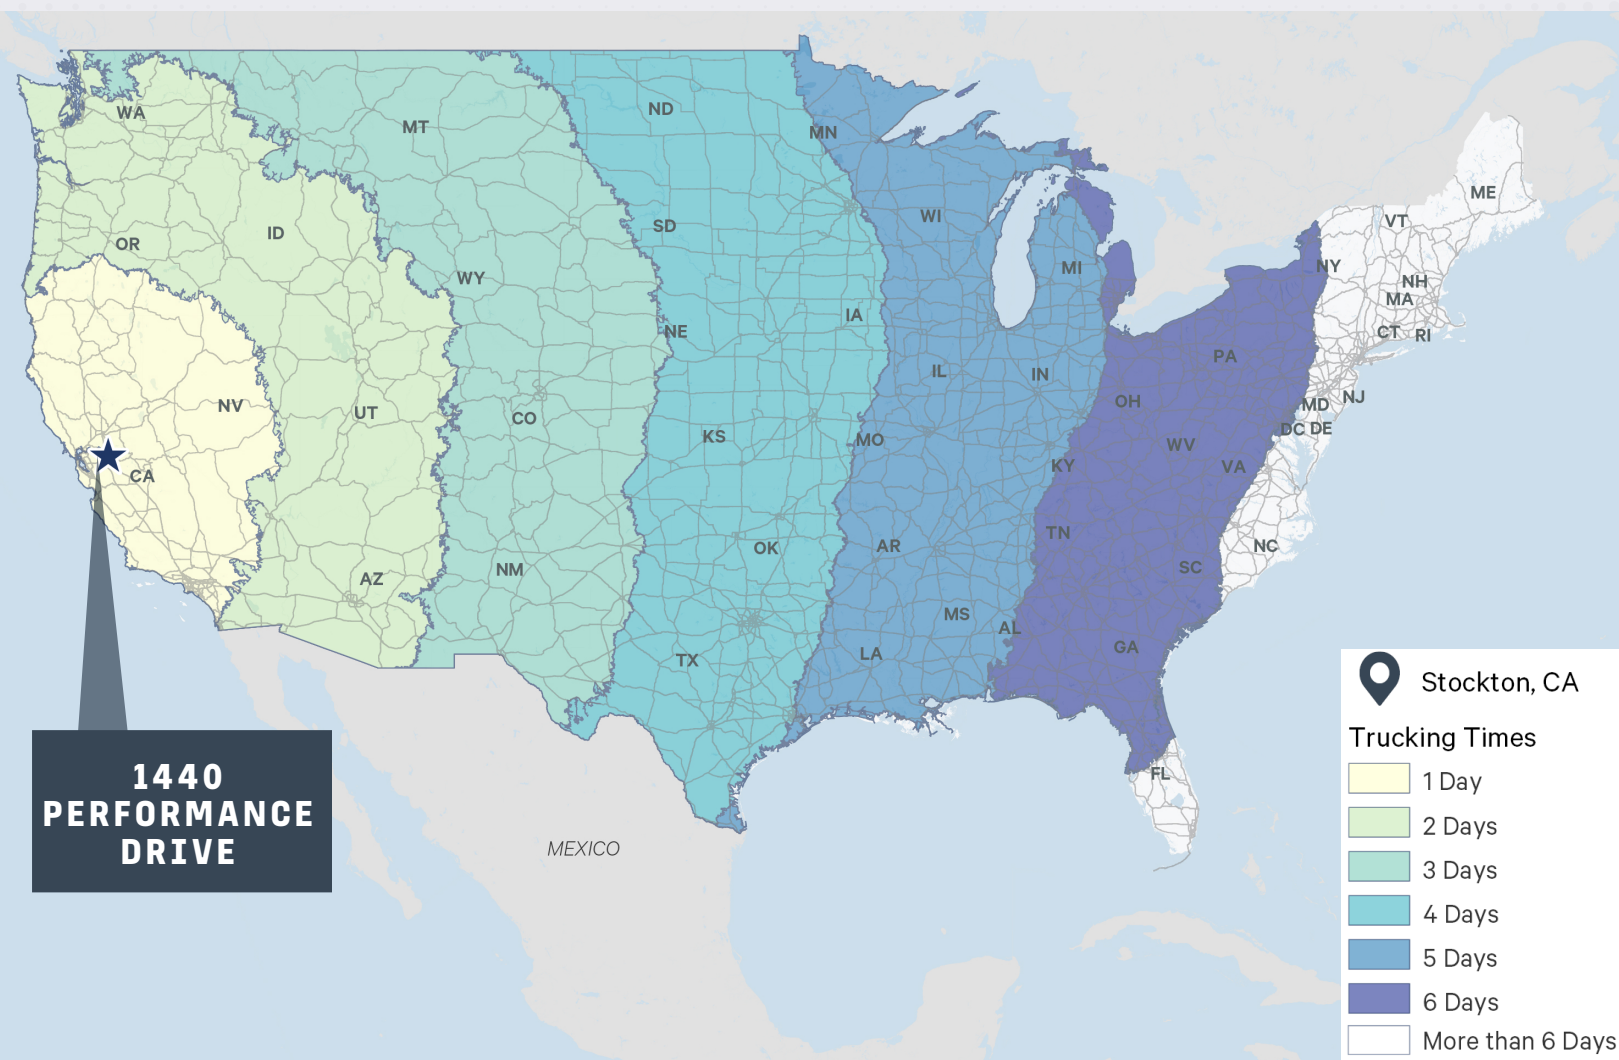 WA
MT
ND
MN
ME
VT
WI
SD
OR
ID
NY
MI
WY
NH
MA
IA
NE
CT
RI
PA
IL
IN
NJ
OH
MD
NV
UT
CO
DC
DE
KS
MO
WV
VA
KY
CA
TN
OK
AR
NC
SC
NM
AZ
MS
AL
GA
LA
TX
FL
MEXICO
1440
PERFORMANCE
DRIVE
Stockton, CA
Trucking Times
1 Day
2 Days
3 Days
4 Days
5 Days
6 Days
More than 6 Days